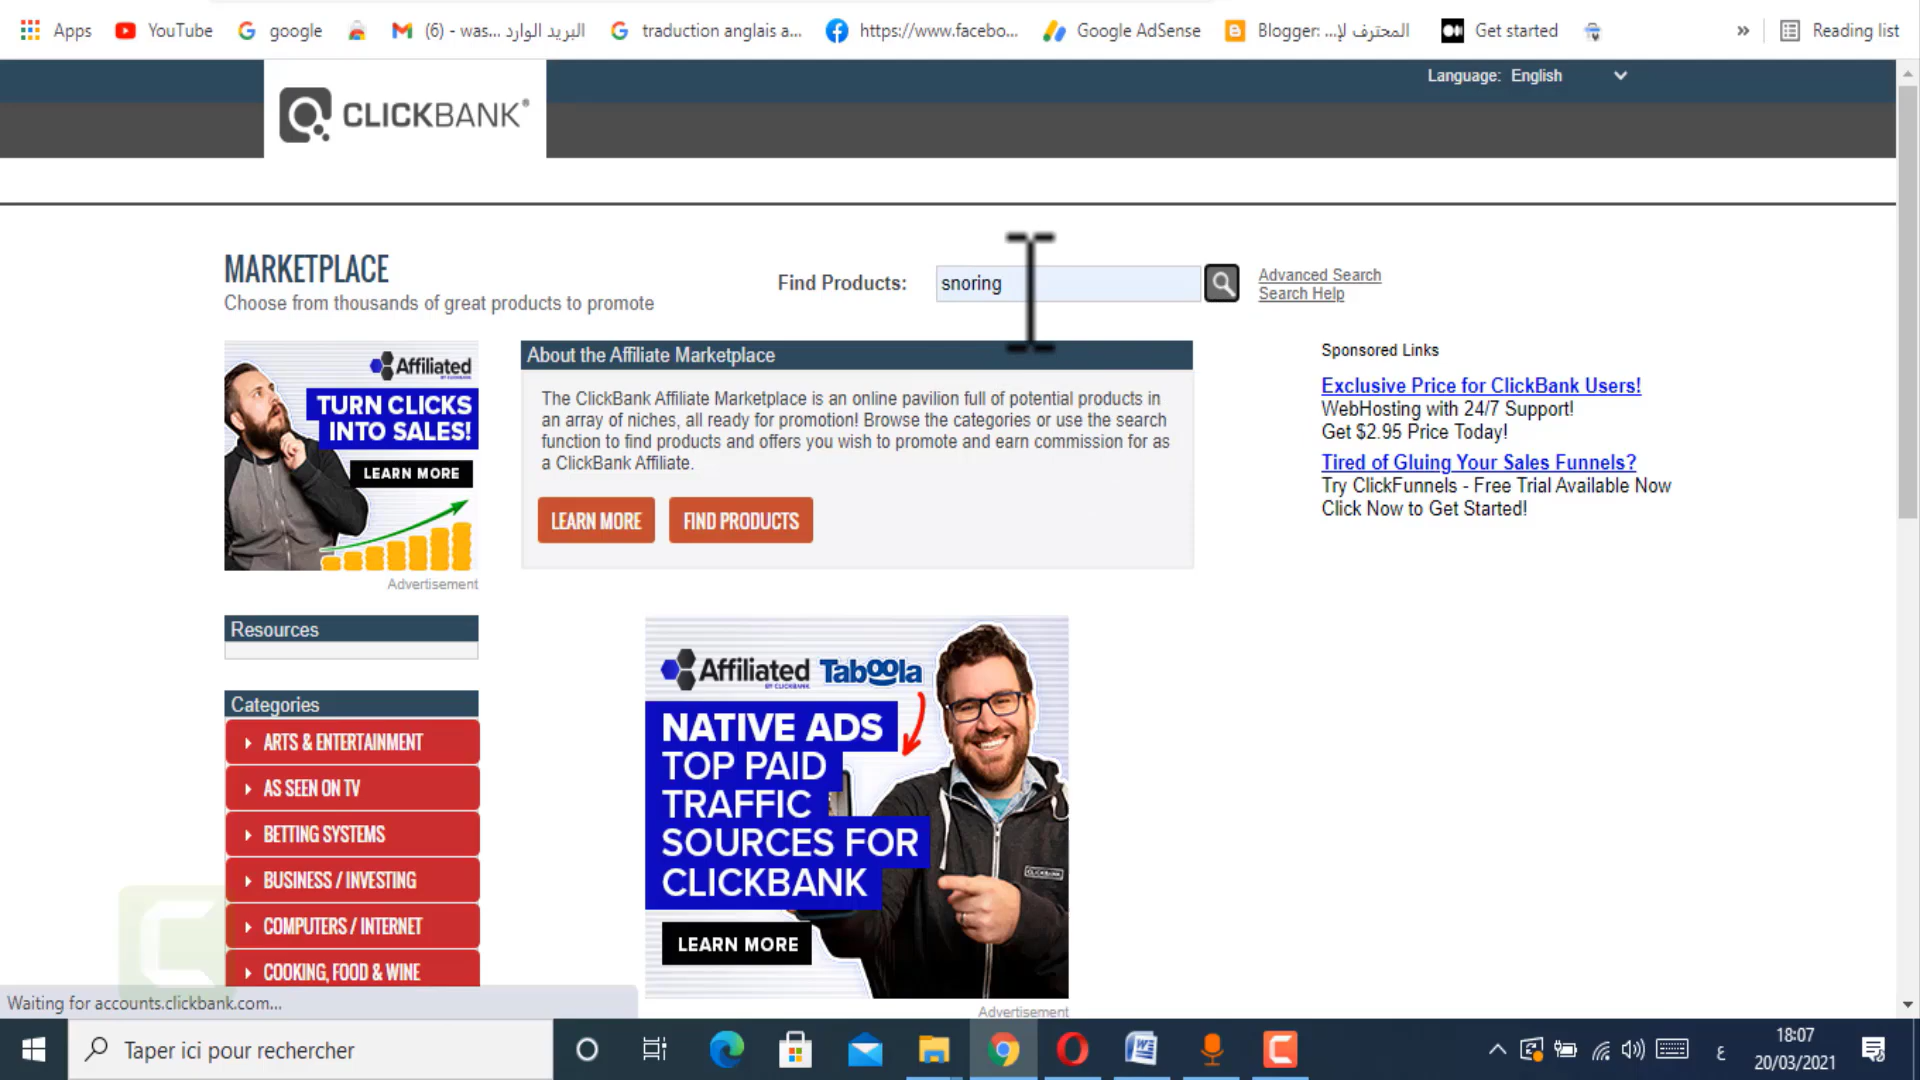 Apps
YouTube
google
(6) - was... البريد الوارد
traduction anglais a...
https://www.facebo...
Google AdSense
Blogger: ...المحترف لإ
Get started
»
Reading list
Language: English
CLICKBANK®
MARKETPLACE
Choose from thousands of great products to promote
Find Products:
snoring
Advanced Search
Search Help
Affiliated
BY CLICKBANK
TURN CLICKS
INTO SALES!
LEARN MORE
Advertisement
About the Affiliate Marketplace
The ClickBank Affiliate Marketplace is an online pavilion full of potential products in
an array of niches, all ready for promotion! Browse the categories or use the search
function to find products and offers you wish to promote and earn commission for as
a ClickBank Affiliate.
LEARN MORE
FIND PRODUCTS
Sponsored Links
Exclusive Price for ClickBank Users!
WebHosting with 24/7 Support!
Get $2.95 Price Today!
Tired of Gluing Your Sales Funnels?
Try ClickFunnels - Free Trial Available Now
Click Now to Get Started!
Resources
Categories
ARTS & ENTERTAINMENT
AS SEEN ON TV
BETTING SYSTEMS
BUSINESS / INVESTING
COMPUTERS / INTERNET
COOKING, FOOD & WINE
Affiliated Taboola
BY CLICKBANK
NATIVE ADS
TOP PAID
TRAFFIC
SOURCES FOR
CLICKBANK
LEARN MORE
CLICKBANK
Advertisement
Waiting for accounts.clickbank.com...
Taper ici pour rechercher
ع
18:07
20/03/2021